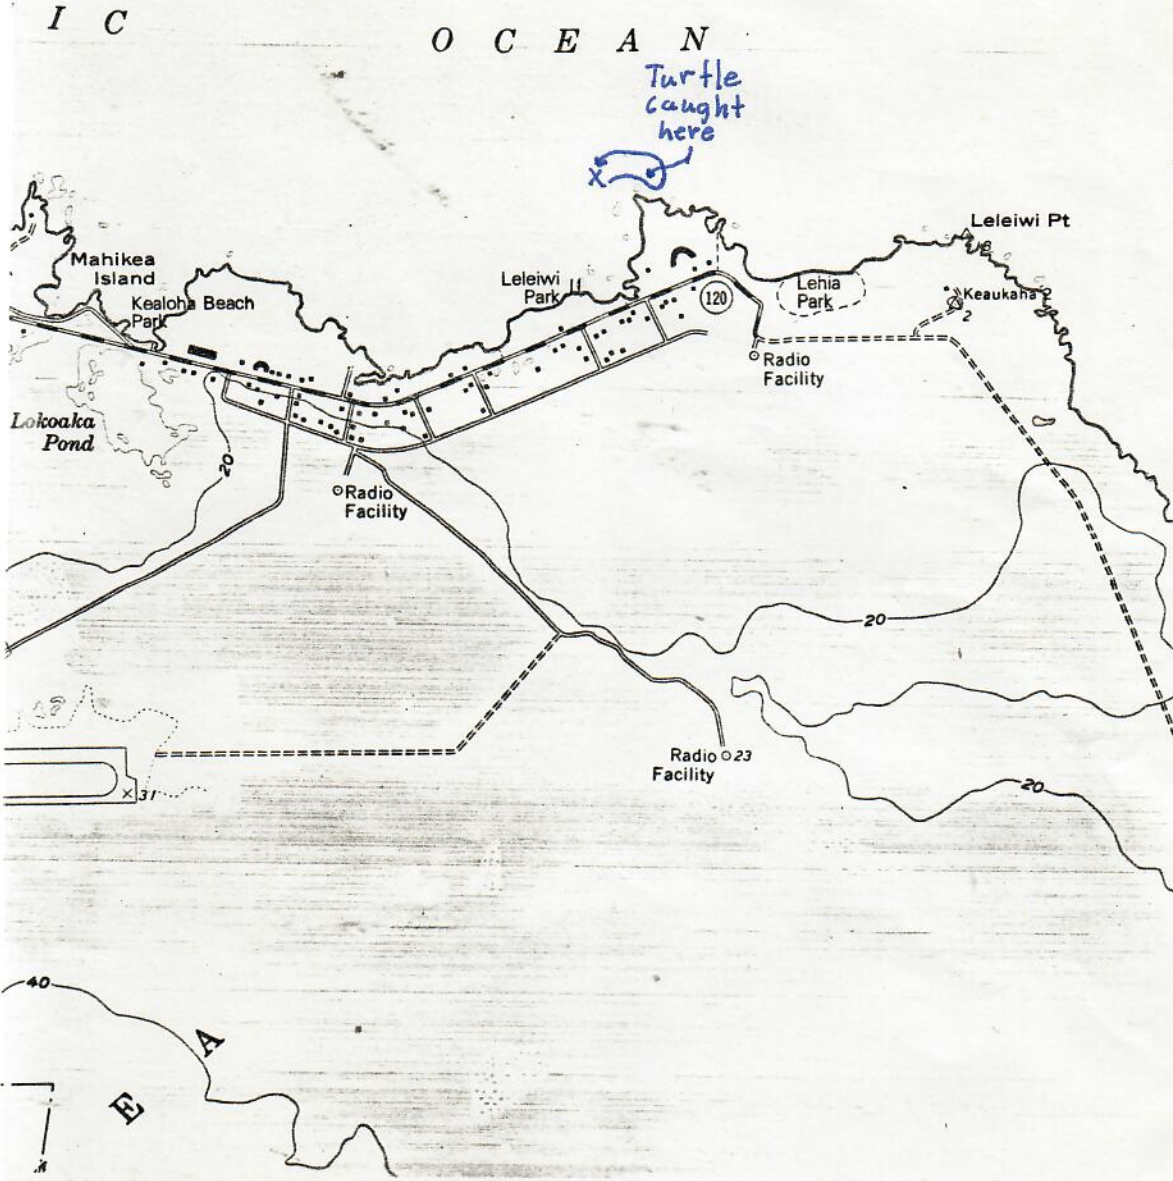 I C
O C E A N
Turtle
caught
here
X
Leleiwi Pt
Mahikea
Island
Leleiwi
Park
Lehia
Park
Keaukaha 2
2
Kealoha Beach
Park
120
Radio
Facility
Lokoaka
Pond
20
Radio
Facility
20
Radio
Facility
23
31
20
40
A
E